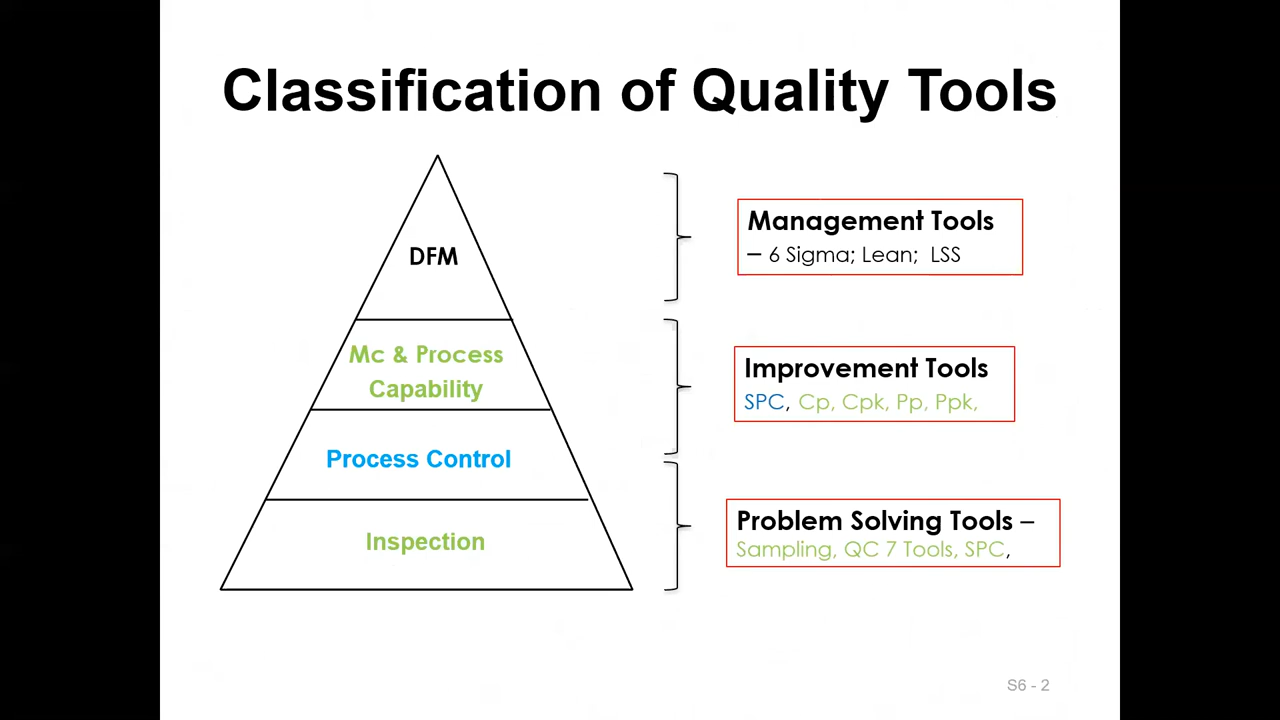 Classification of Quality Tools
DFM
Management Tools
– 6 Sigma; Lean; LSS
Mc & Process
Capability
Improvement Tools
SPC, Cp, Cpk, Pp, Ppk,
Process Control
Inspection
Problem Solving Tools –
Sampling, QC 7 Tools, SPC,
S6 - 2